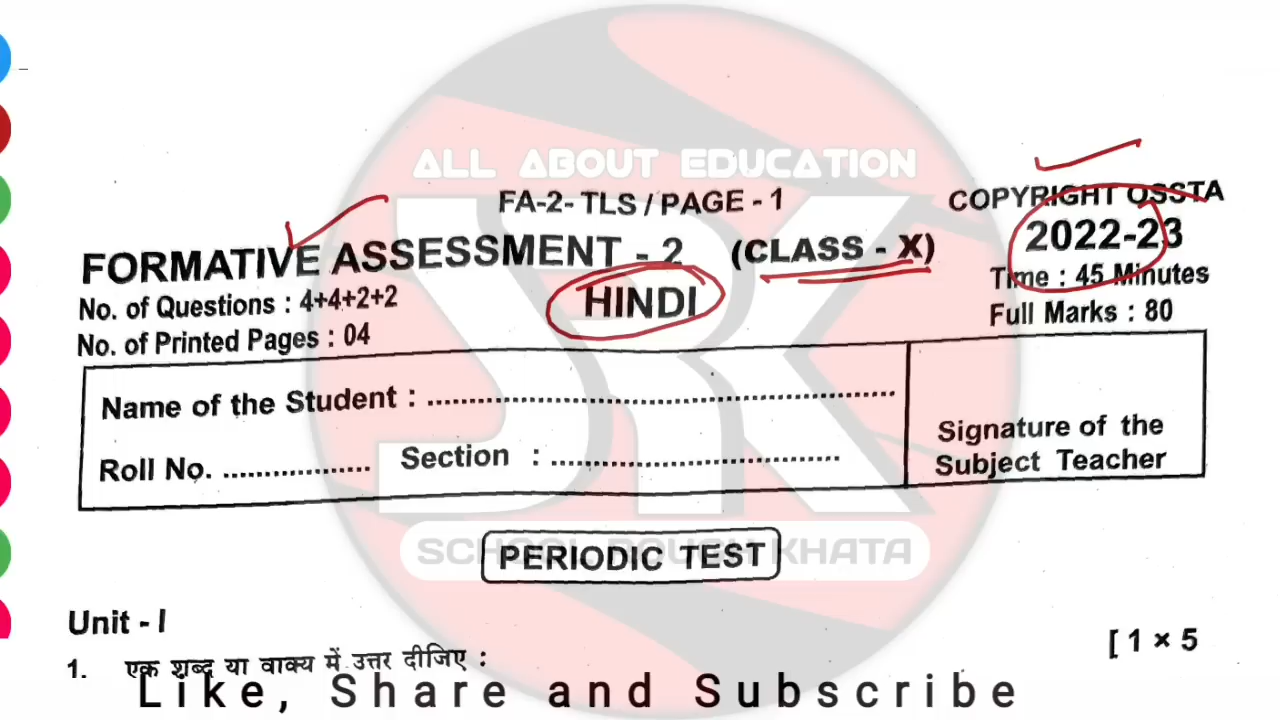 ALL ABOUT EDUCATION
FA-2- TLS / PAGE - 1
COPYRIGHT OSSTA
FORMATIVE ASSESSMENT - 2 (CLASS - X)
2022-23
No. of Questions : 4+4+2+2
HINDI
Time : 45 Minutes
No. of Printed Pages : 04
Full Marks : 80
Name of the Student : ..........................................................
Signature of the
Subject Teacher
Roll No. .................. Section : ...................................
SCHOOL ROUGH KHATA
PERIODIC TEST
Unit - I
[ 1 × 5
1. एक शब्द या वाक्य में उत्तर दीजिए :
Like, Share and Subscribe